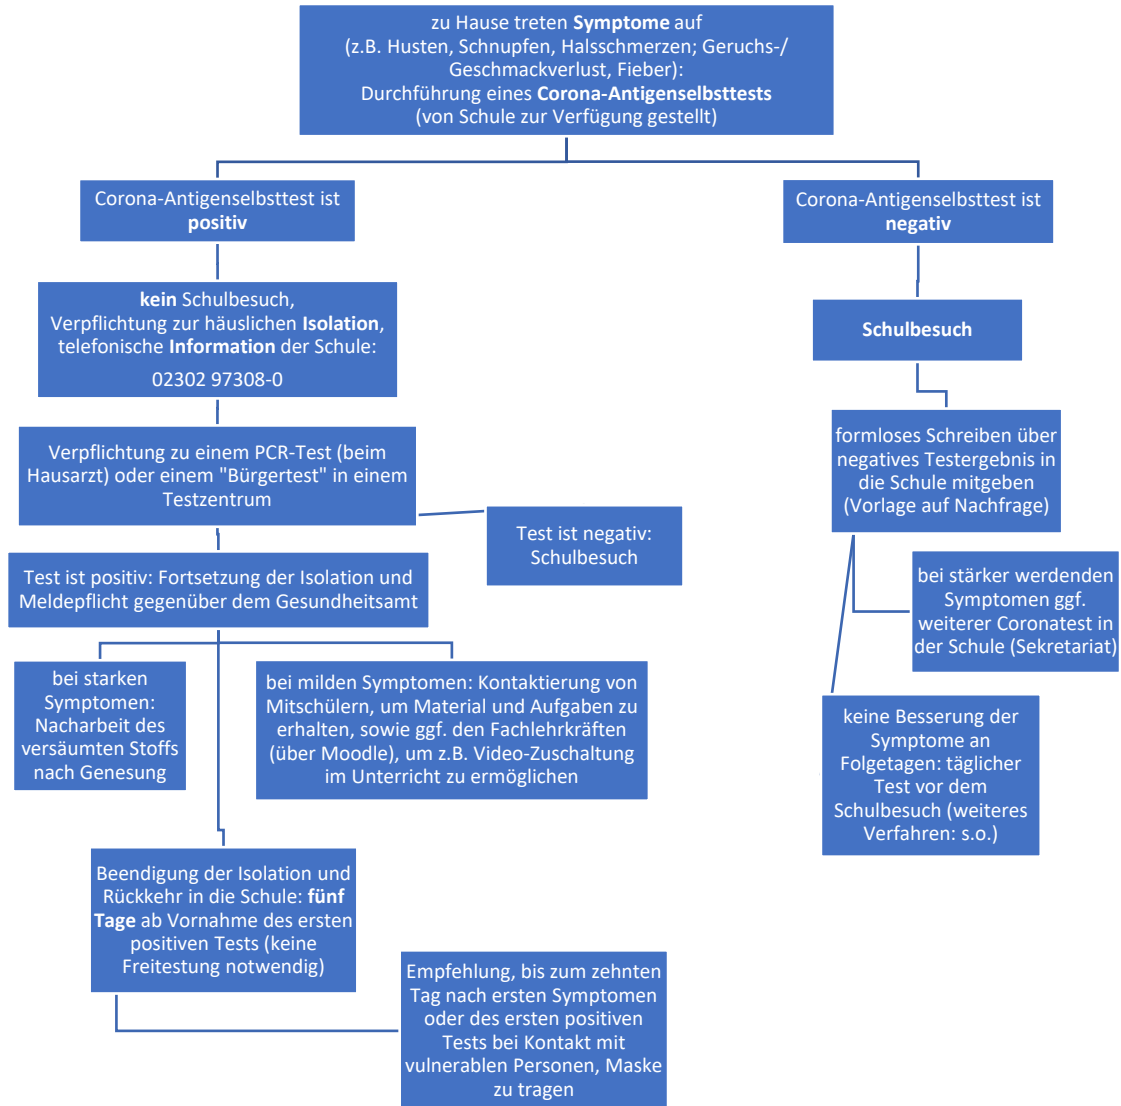 zu Hause treten Symptome auf
(z.B. Husten, Schnupfen, Halsschmerzen; Geruchs-/
Geschmackverlust, Fieber):
Durchführung eines Corona-Antigenselbsttests
(von Schule zur Verfügung gestellt)
Corona-Antigenselbsttest ist
positiv
kein Schulbesuch,
Verpflichtung zur häuslichen Isolation,
telefonische Information der Schule:
02302 97308-0
Verpflichtung zu einem PCR-Test (beim
Hausarzt) oder einem "Bürgertest" in einem
Testzentrum
Test ist negativ:
Schulbesuch
Test ist positiv: Fortsetzung der Isolation und
Meldepflicht gegenüber dem Gesundheitsamt
bei starken
Symptomen:
Nacharbeit des
versäumten Stoffs
nach Genesung
bei milden Symptomen: Kontaktierung von
Mitschülern, um Material und Aufgaben zu
erhalten, sowie ggf. den Fachlehrkräften
(über Moodle), um z.B. Video-Zuschaltung
im Unterricht zu ermöglichen
Beendigung der Isolation und
Rückkehr in die Schule: fünf
Tage ab Vornahme des ersten
positiven Tests (keine
Freitestung notwendig)
Empfehlung, bis zum zehnten
Tag nach ersten Symptomen
oder des ersten positiven
Tests bei Kontakt mit
vulnerablen Personen, Maske
zu tragen
Corona-Antigenselbsttest ist
negativ
Schulbesuch
formloses Schreiben über
negatives Testergebnis in
die Schule mitgeben
(Vorlage auf Nachfrage)
bei stärker werdenden
Symptomen ggf.
weiterer Coronatest in
der Schule (Sekretariat)
keine Besserung der
Symptome an
Folgetagen: täglicher
Test vor dem
Schulbesuch (weiteres
Verfahren: s.o.)